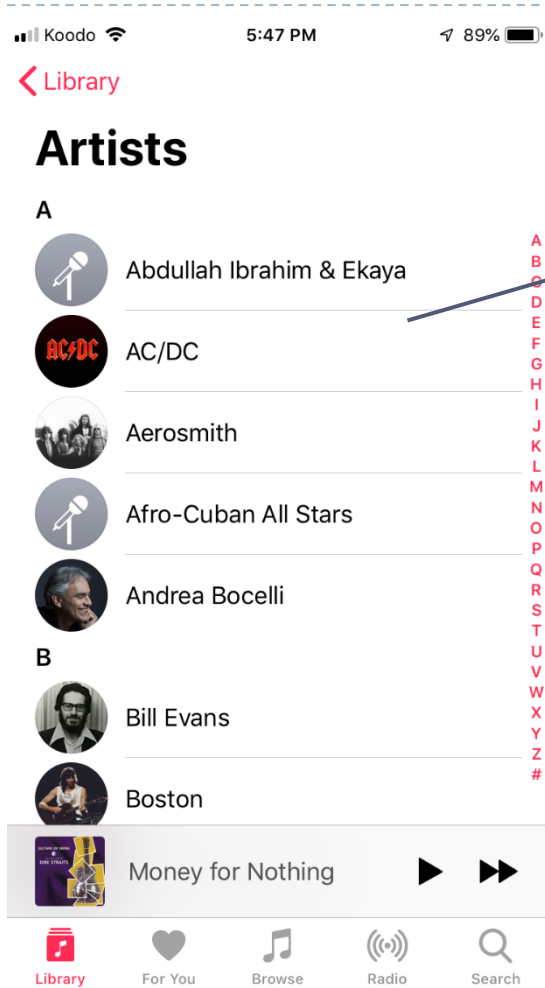 Koodo 5:47 PM 89%
Library
Artists
A
Abdullah Ibrahim & Ekaya
AC/DC
AC/DC
Aerosmith
Afro-Cuban All Stars
Andrea Bocelli
B
Bill Evans
Boston
A
B
C
D
E
F
G
H
I
J
K
L
M
N
O
P
Q
R
S
T
U
V
W
X
Y
Z
#
DIRE STRAITS
Money for Nothing
Library For You Browse Radio Search